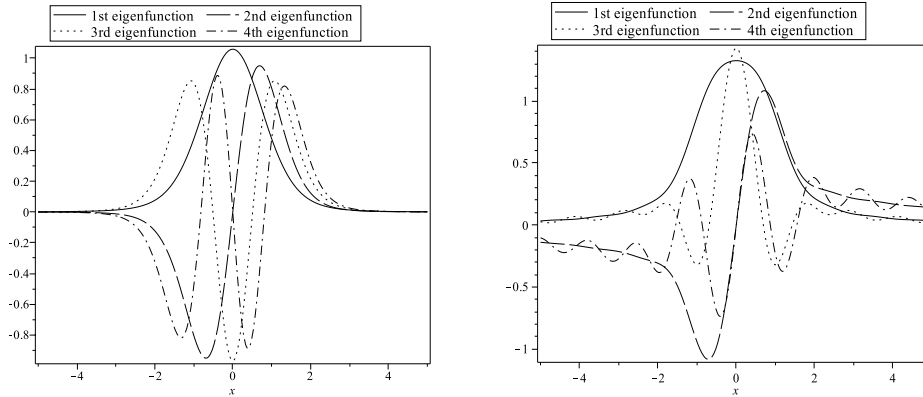 1st eigenfunction 2nd eigenfunction
3rd eigenfunction 4th eigenfunction
1
0.8
0.6
0.4
0.2
0
-0.2
-0.4
-0.6
-0.8
-4 -2 0 2 4
x
1st eigenfunction 2nd eigenfunction
3rd eigenfunction 4th eigenfunction
1
0.5
0
-0.5
-1
-4 -2 0 2 4
x